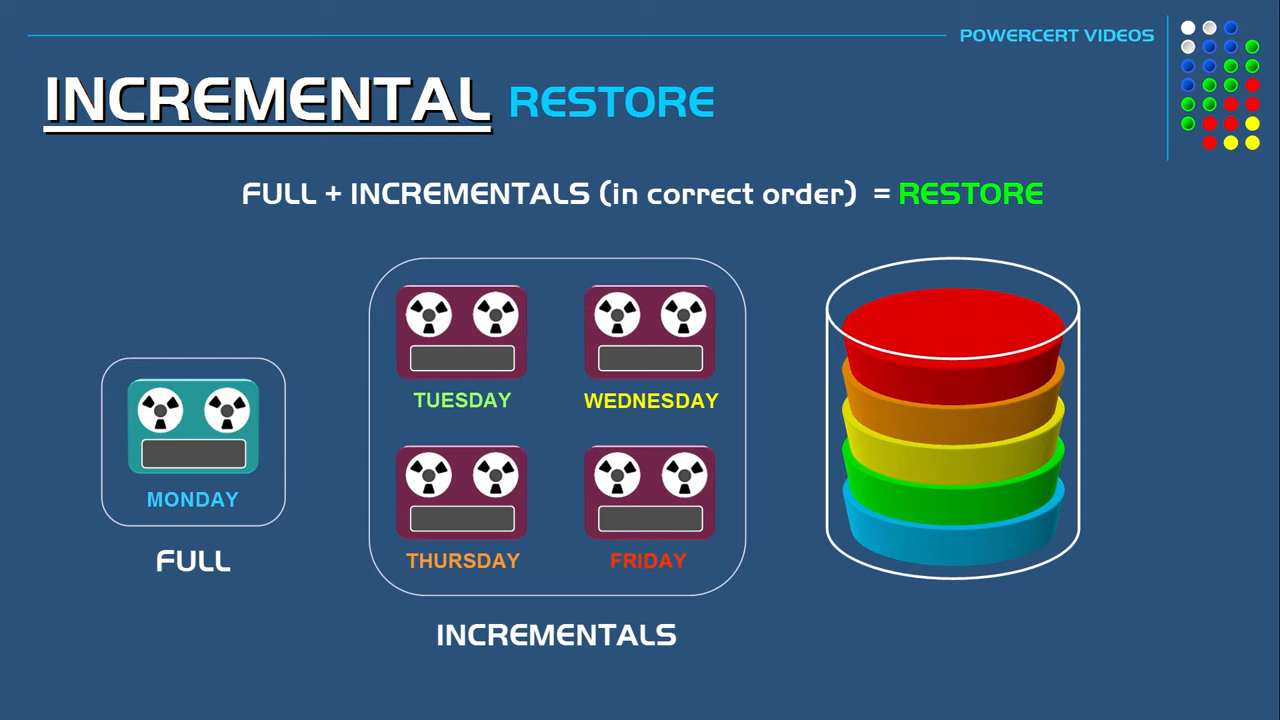 POWERCERT VIDEOS
INCREMENTAL RESTORE
FULL + INCREMENTALS (in correct order) = RESTORE
TUESDAY
WEDNESDAY
MONDAY
THURSDAY
FRIDAY
FULL
INCREMENTALS